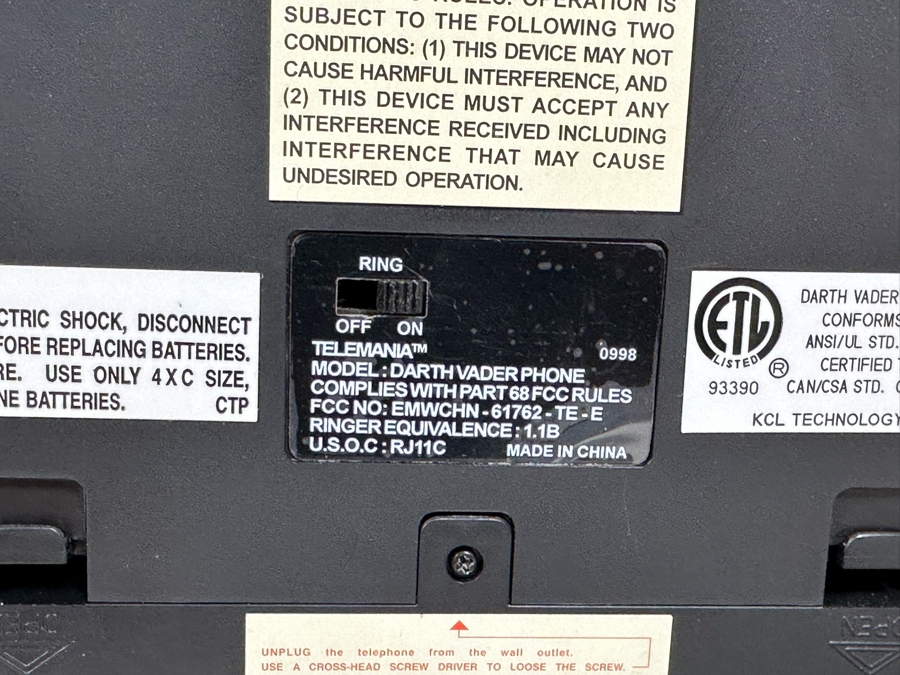 RULES. OPERATION IS
SUBJECT TO THE FOLLOWING TWO
CONDITIONS: (1) THIS DEVICE MAY NOT
CAUSE HARMFUL INTERFERENCE, AND
(2) THIS DEVICE MUST ACCEPT ANY
INTERFERENCE RECEIVED INCLUDING
INTERFERENCE THAT MAY CAUSE
UNDESIRED OPERATION.
CTRIC SHOCK, DISCONNECT
FORE REPLACING BATTERIES.
RE. USE ONLY 4 X C SIZE,
NE BATTERIES. CTP
RING
OFF ON
TELEMANIA™ 0998
MODEL : DARTH VADER PHONE
COMPLIES WITH PART 68 FCC RULES
FCC NO: EMWCHN - 61762 - TE - E
RINGER EQUIVALENCE : 1.1B
U.S.O.C : RJ11C MADE IN CHINA
ETL
LISTED ®
93390
DARTH VADER
CONFORMS
ANSI/UL STD.
CERTIFIED T
CAN/CSA STD.
KCL TECHNOLOGY
UNPLUG the telephone from the wall outlet.
USE A CROSS-HEAD SCREW DRIVER TO LOOSE THE SCREW.
OPEN